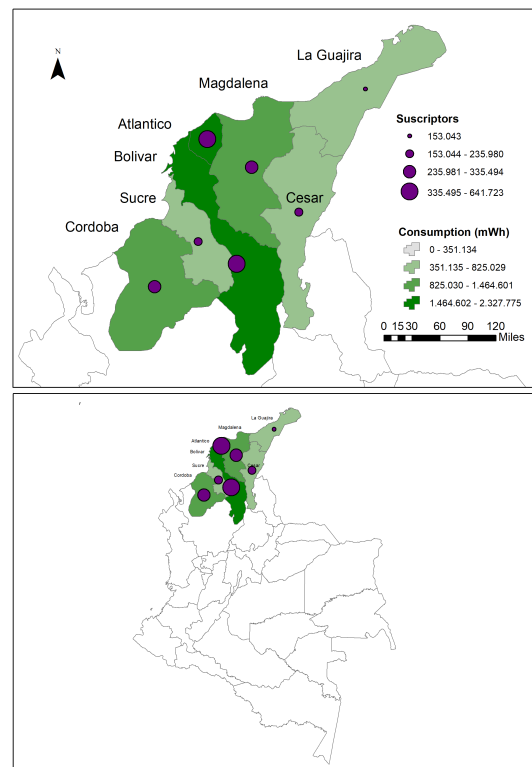 N
La Guajira
Magdalena
Atlantico
Bolivar
Sucre
Cesar
Cordoba
Suscriptors
153.043
153.044 - 235.980
235.981 - 335.494
335.495 - 641.723
Consumption (mWh)
0 - 351.134
351.135 - 825.029
825.030 - 1.464.601
1.464.602 - 2.327.775
0 15 30 60 90 120
Miles
La Guajira
Magdalena
Atlantico
Bolivar
Sucre
Cesar
Cordoba